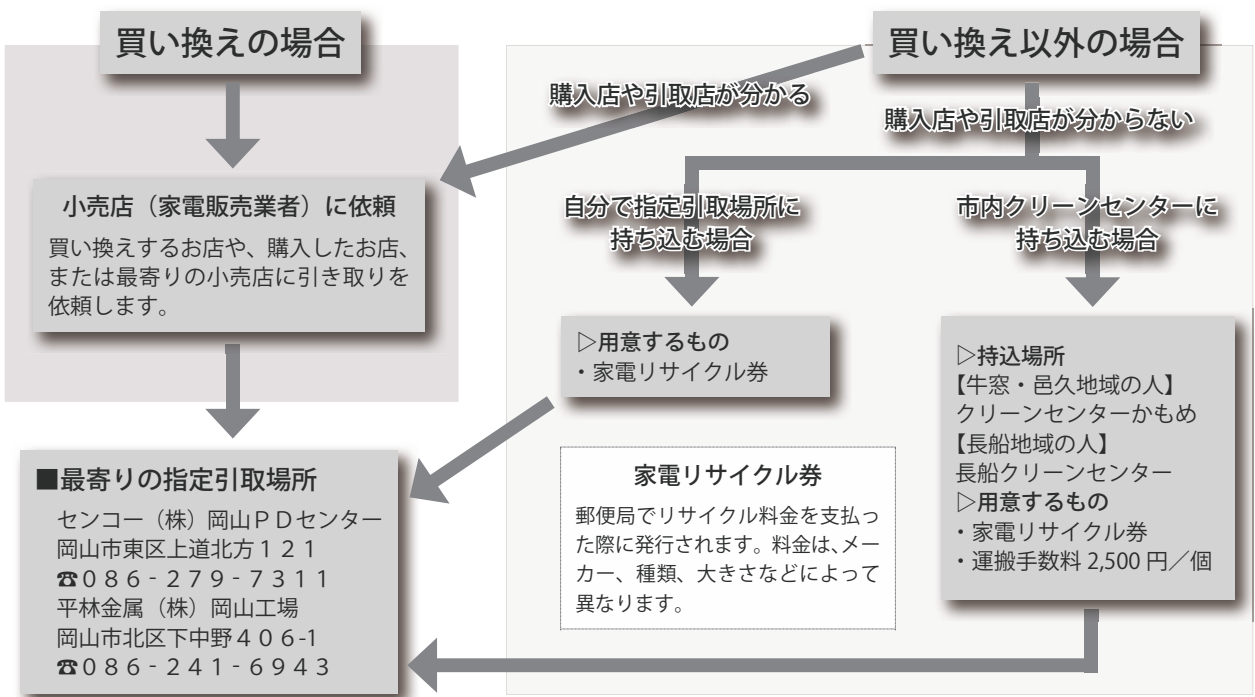 買い換えの場合
買い換え以外の場合
購入店や引取店が分かる
購入店や引取店が分からない
小売店（家電販売業者）に依頼
買い換えするお店や、購入したお店、
または最寄りの小売店に引き取りを
依頼します。
自分で指定引取場所に
持ち込む場合
市内クリーンセンターに
持ち込む場合
▷用意するもの
・家電リサイクル券
▷持込場所
【牛窓・邑久地域の人】
クリーンセンターかもめ
【長船地域の人】
長船クリーンセンター
▷用意するもの
・家電リサイクル券
・運搬手数料 2,500 円／個
家電リサイクル券
郵便局でリサイクル料金を支払っ
た際に発行されます。料金は、メー
カー、種類、大きさなどによって
異なります。
■最寄りの指定引取場所
センコー（株）岡山ＰＤセンター
岡山市東区上道北方１２１
☎０８６‐２７９‐７３１１
平林金属（株）岡山工場
岡山市北区下中野４０６-1
☎０８６‐２４１‐６９４３